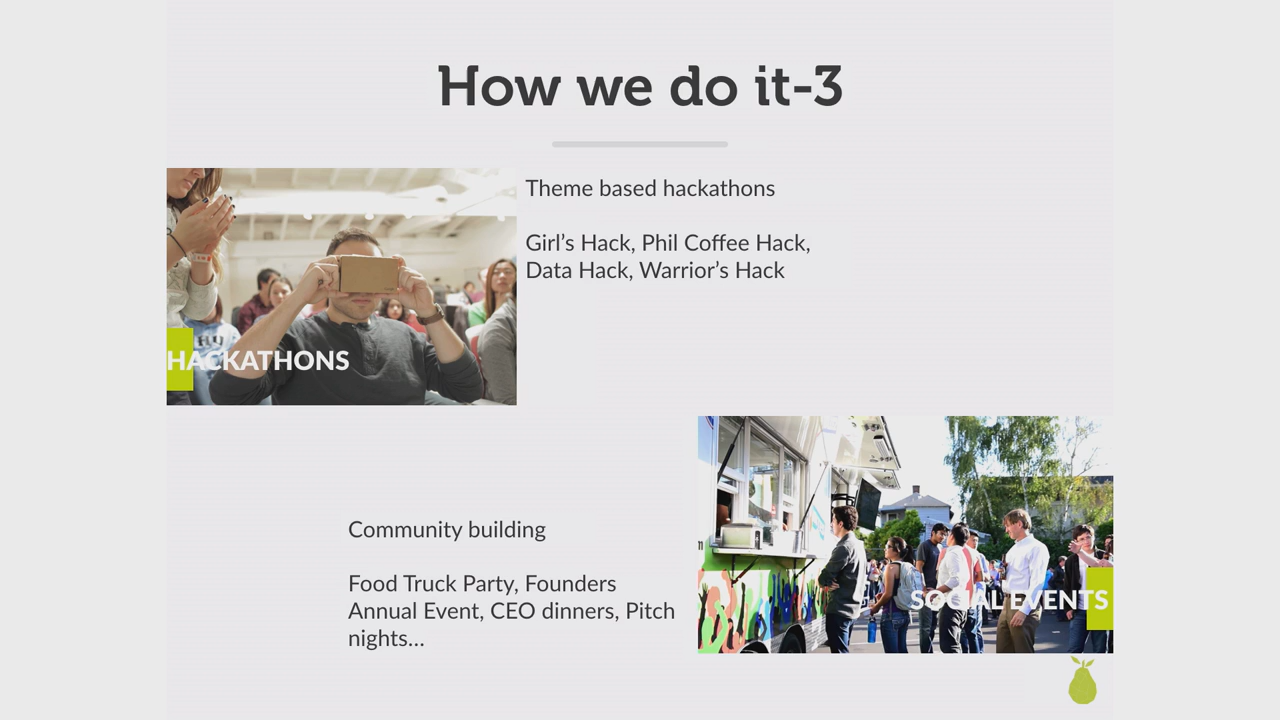 How we do it-3
Theme based hackathons
Girl's Hack, Phil Coffee Hack,
Data Hack, Warrior's Hack
HACKATHONS
Community building
Food Truck Party, Founders
Annual Event, CEO dinners, Pitch
nights...
SOCIAL EVENTS